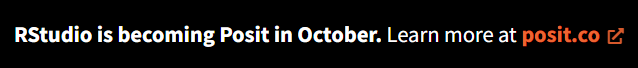 RStudio is becoming Posit in October. Learn more at posit.co